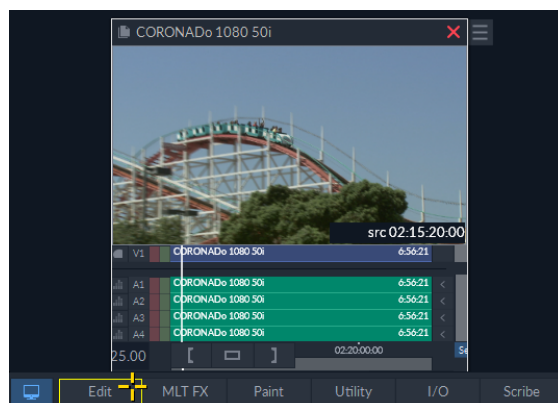 CORONADo 1080 50i
src 02:15:20:00
V1 CORONADo 1080 50i 6:56:21
A1 CORONADo 1080 50i 6:56:21 <
A2 CORONADo 1080 50i 6:56:21 <
A3 CORONADo 1080 50i 6:56:21 <
A4 CORONADo 1080 50i 6:56:21 <
25.00 [ ] 02:20:00:00 Se
Edit MLT FX Paint Utility I/O Scribe